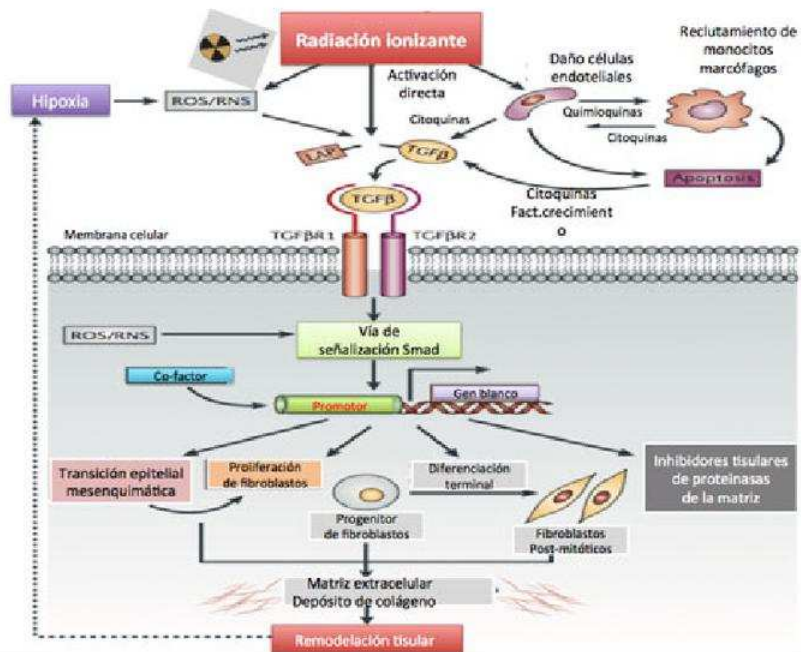 Radiación ionizante
Reclutamiento de
monocitos
marcófagos
Daño células
endoteliales
Activación
directa
Hipoxia
ROS/RNS
Citoquinas
Quimioquinas
Citoquinas
LAP
TGFβ
Apoptosis
TGFβ
Citoquinas
Fact.crecimient
o
Membrana celular
TGFβR1
TGFβR2
ROS/RNS
Vía de
señalización Smad
Co-factor
Promotor
Gen blanco
Transición epitelial
mesenquimática
Proliferación
de fibroblastos
Diferenciación
terminal
Inhibidores tisulares
de proteinasas
de la matriz
Progenitor
de fibroblastos
Fibroblastos
Post-mitóticos
Matriz extracelular
Depósito de colágeno
Remodelación tisular